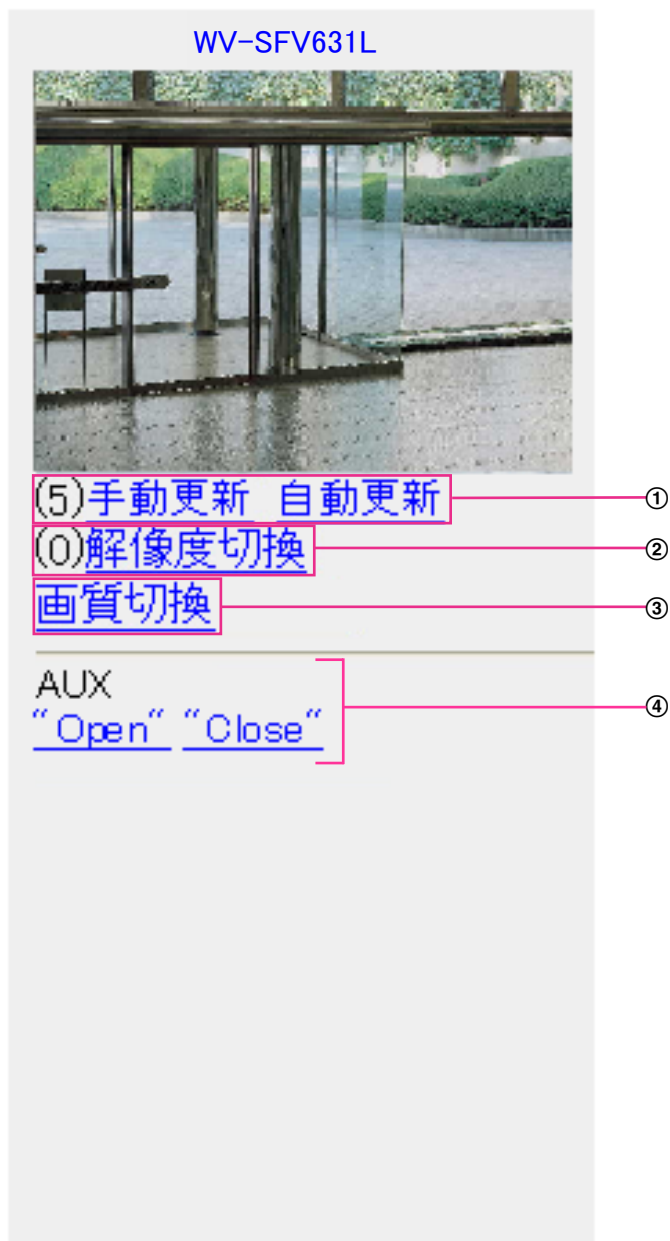 WV-SFV631L
(5)手動更新 自動更新 ①
(0)解像度切換 ②
画質切換 ③
AUX
"Open" "Close" ④